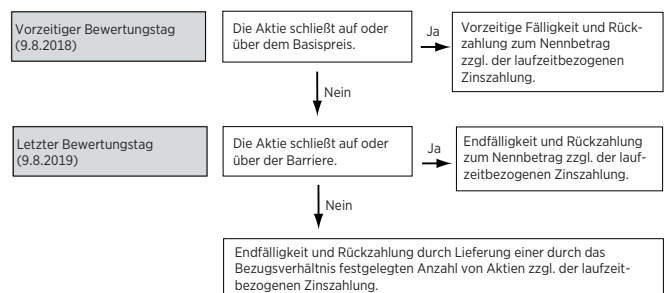 Vorzeitiger Bewertungstag
(9.8.2018)
Die Aktie schließt auf oder
über dem Basispreis.
Ja
Vorzeitige Fälligkeit und Rück-
zahlung zum Nennbetrag
zzgl. der laufzeitbezogenen
Zinszahlung.
Nein
Letzter Bewertungstag
(9.8.2019)
Die Aktie schließt auf oder
über der Barriere.
Ja
Endfälligkeit und Rückzahlung
zum Nennbetrag zzgl. der lauf-
zeitbezogenen Zinszahlung.
Nein
Endfälligkeit und Rückzahlung durch Lieferung einer durch das
Bezugsverhältnis festgelegten Anzahl von Aktien zzgl. der laufzeit-
bezogenen Zinszahlung.